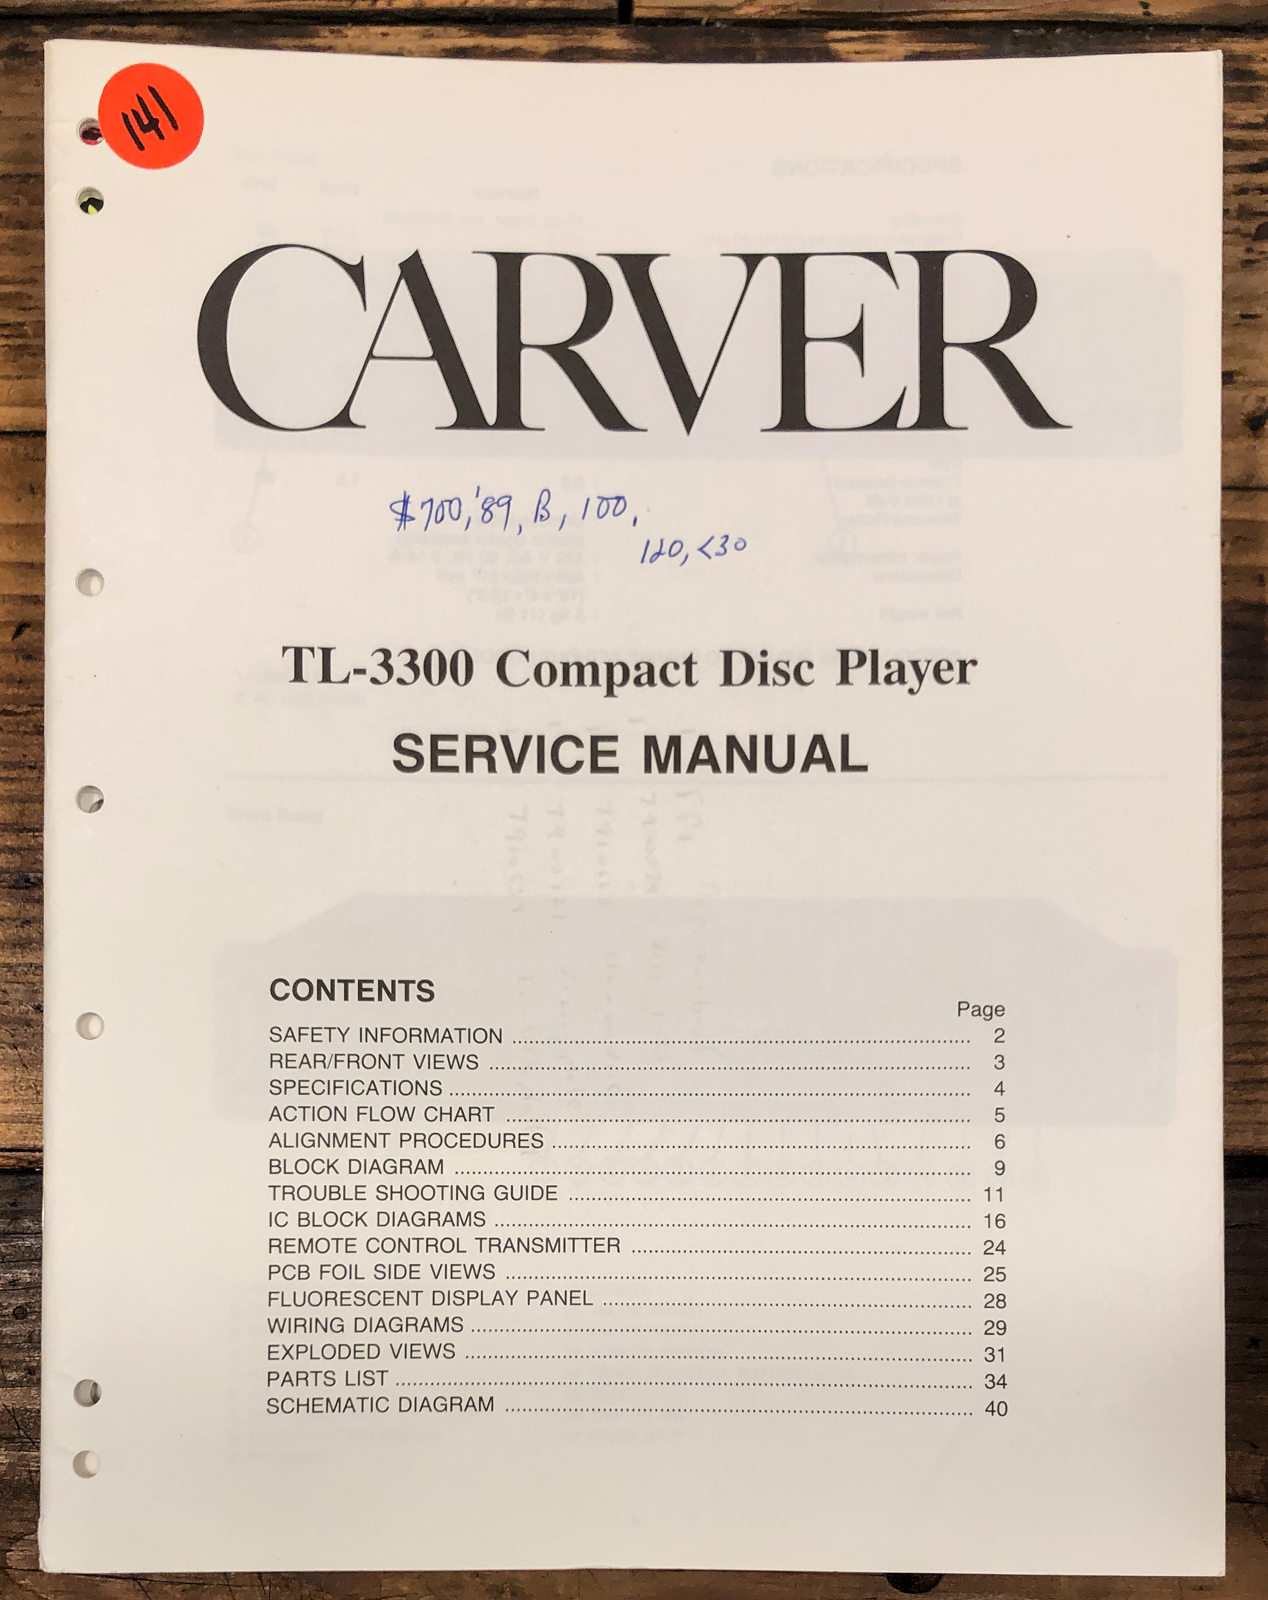 141
CARVER
$700, '89, B, 100,
120, <30
TL-3300 Compact Disc Player
SERVICE MANUAL
CONTENTS
Page
SAFETY INFORMATION ........ 2
REAR/FRONT VIEWS ........ 3
SPECIFICATIONS ........ 4
ACTION FLOW CHART ........ 5
ALIGNMENT PROCEDURES ........ 6
BLOCK DIAGRAM ........ 9
TROUBLE SHOOTING GUIDE ........ 11
IC BLOCK DIAGRAMS ........ 16
REMOTE CONTROL TRANSMITTER ........ 24
PCB FOIL SIDE VIEWS ........ 25
FLUORESCENT DISPLAY PANEL ........ 28
WIRING DIAGRAMS ........ 29
EXPLODED VIEWS ........ 31
PARTS LIST ........ 34
SCHEMATIC DIAGRAM ........ 40